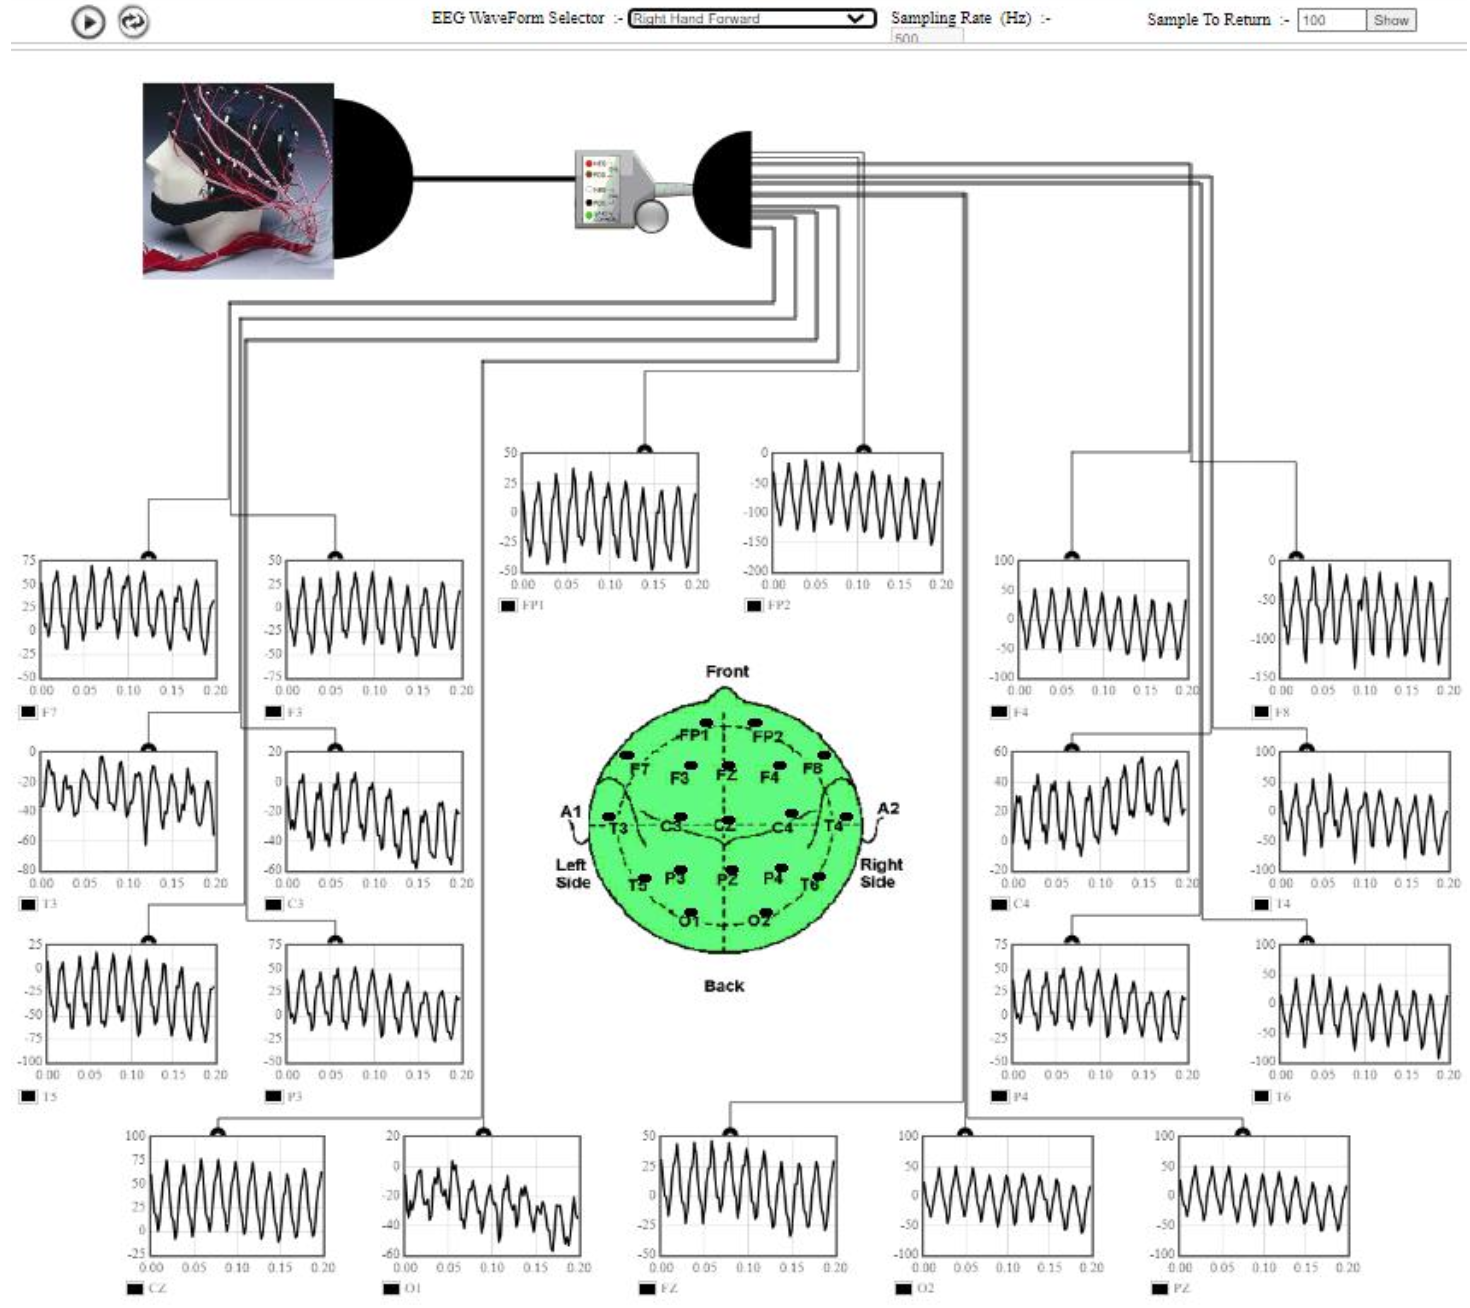 EEG WaveForm Selector :- Right Hand Forward Sampling Rate (Hz) :- 500 Sample To Return :- 100 Show
50 25 0 -25 -50
0.00 0.05 0.10 0.15 0.20
FP1
0 -50 -100 -150 -200
0.00 0.05 0.10 0.15 0.20
FP2
75 50 25 0 -25 -50
0.00 0.05 0.10 0.15 0.20
F7
50 25 0 -25 -50 -75
0.00 0.05 0.10 0.15 0.20
F3
100 50 0 -50 -100
0.00 0.05 0.10 0.15 0.20
F4
0 -50 -100 -150
0.00 0.05 0.10 0.15 0.20
F8
Front
FP1 FP2
F7 F3 FZ F4 F8
A1 A2
T3 C3 CZ C4 T4
Left Side
Right Side
T5 P3 PZ P4 T6
O1 O2
Back
0 -20 -40 -60 -80
0.00 0.05 0.10 0.15 0.20
T3
20 0 -20 -40 -60
0.00 0.05 0.10 0.15 0.20
C3
60 40 20 0 -20
0.00 0.05 0.10 0.15 0.20
C4
100 50 0 -50 -100
0.00 0.05 0.10 0.15 0.20
T4
25 0 -25 -50 -75 -100
0.00 0.05 0.10 0.15 0.20
T5
75 50 25 0 -25 -50
0.00 0.05 0.10 0.15 0.20
P3
75 50 25 0 -25 -50
0.00 0.05 0.10 0.15 0.20
P4
100 50 0 -50 -100
0.00 0.05 0.10 0.15 0.20
T6
100 75 50 25 0 -25
0.00 0.05 0.10 0.15 0.20
CZ
20 0 -20 -40 -60
0.00 0.05 0.10 0.15 0.20
O1
50 25 0 -25 -50
0.00 0.05 0.10 0.15 0.20
FZ
100 50 0 -50 -100
0.00 0.05 0.10 0.15 0.20
O2
100 50 0 -50 -100
0.00 0.05 0.10 0.15 0.20
PZ